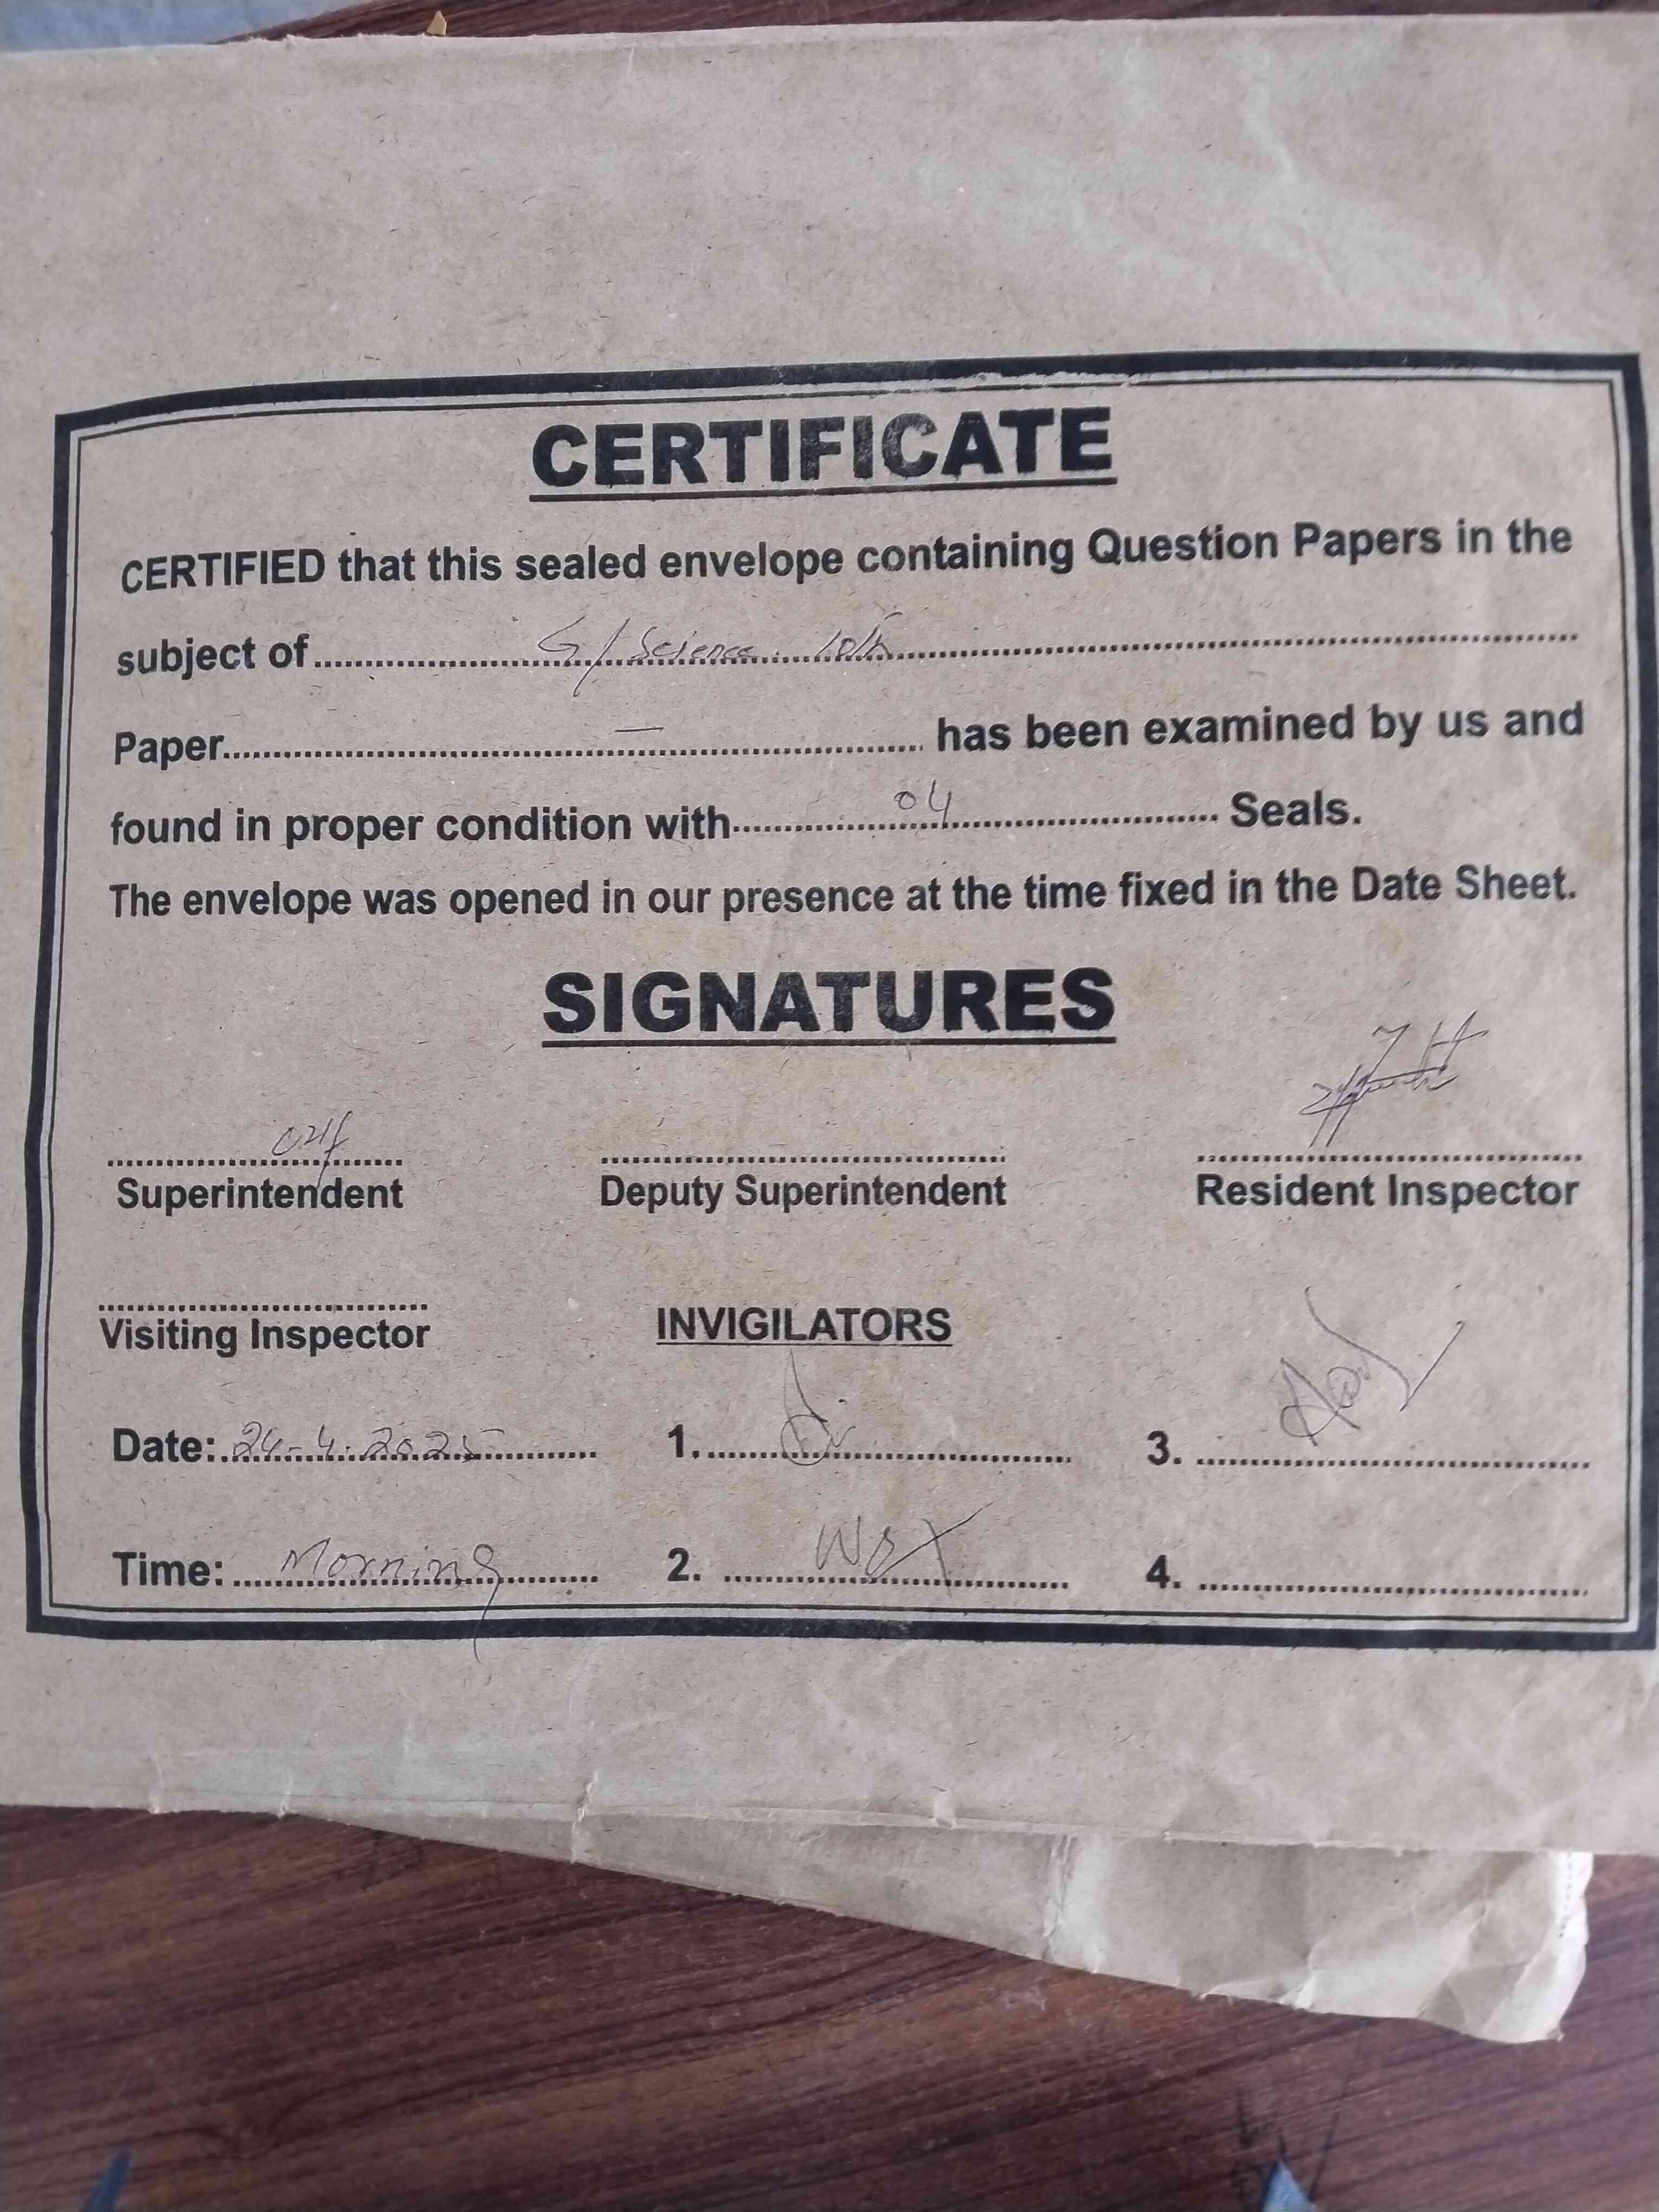 CERTIFICATE
CERTIFIED that this sealed envelope containing Question Papers in the
subject of.......... G/Science 10th ..........
Paper.......... — .......... has been examined by us and
found in proper condition with.......... 04 .......... Seals.
The envelope was opened in our presence at the time fixed in the Date Sheet.
SIGNATURES
Superintendent Deputy Superintendent Resident Inspector
Visiting Inspector INVIGILATORS
Date: 24-4-2025 1. 3.
Time: Morning 2. 4.